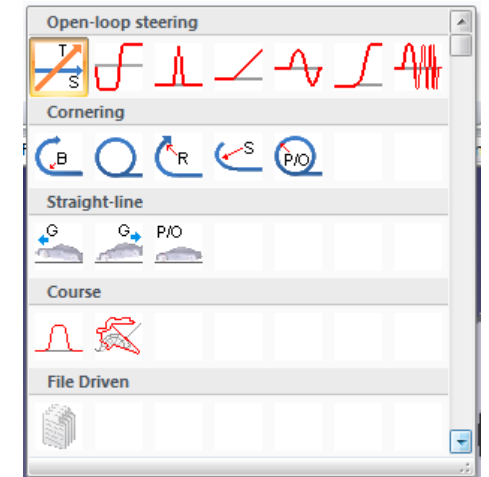 Open-loop steering
T
S
Cornering
B
R
S
P/O
Straight-line
G
G
P/O
Course
File Driven